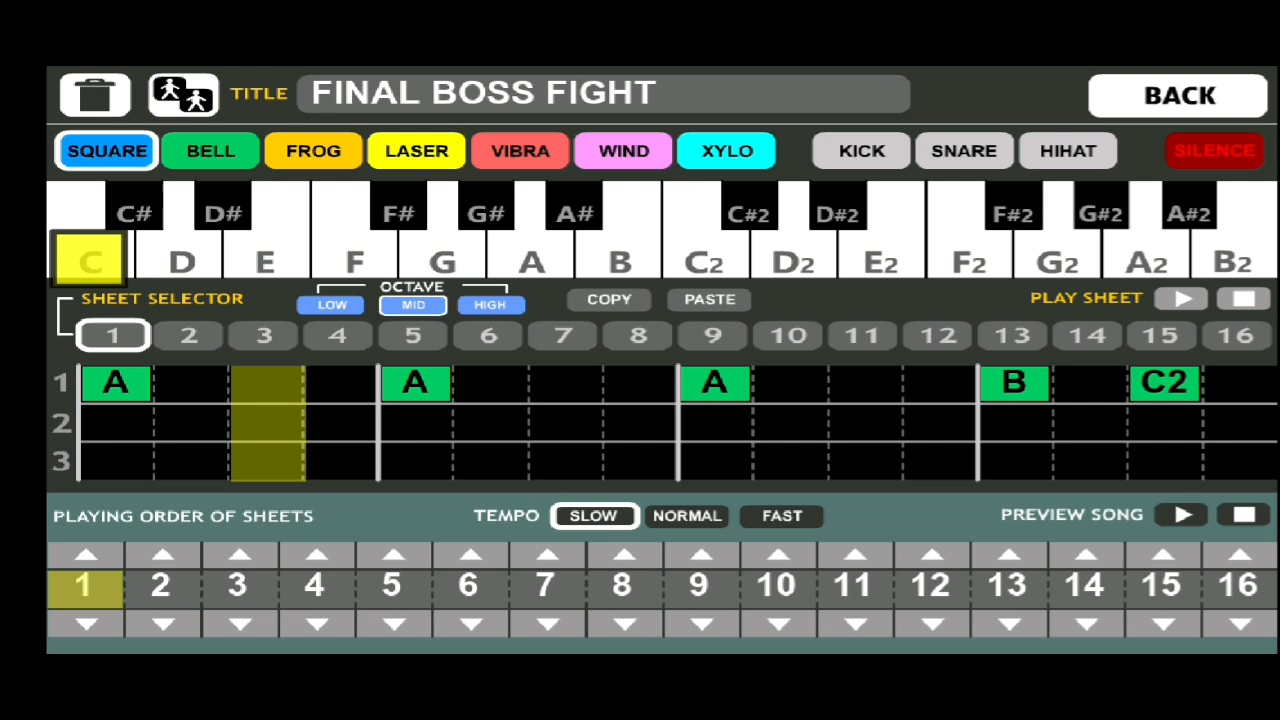 TITLE FINAL BOSS FIGHT BACK
SQUARE BELL FROG LASER VIBRA WIND XYLO KICK SNARE HIHAT SILENCE
C# D# F# G# A# C#2 D#2 F#2 G#2 A#2
C D E F G A B C2 D2 E2 F2 G2 A2 B2
SHEET SELECTOR OCTAVE LOW MID HIGH COPY PASTE PLAY SHEET
1 2 3 4 5 6 7 8 9 10 11 12 13 14 15 16
1 A A A B C2
2
3
PLAYING ORDER OF SHEETS TEMPO SLOW NORMAL FAST PREVIEW SONG
1 2 3 4 5 6 7 8 9 10 11 12 13 14 15 16